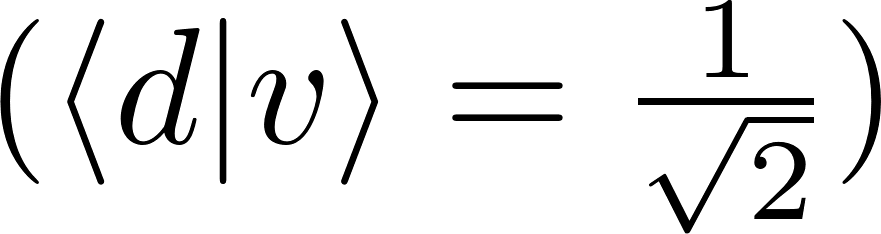 (⟨d|v⟩ = 1/√2)